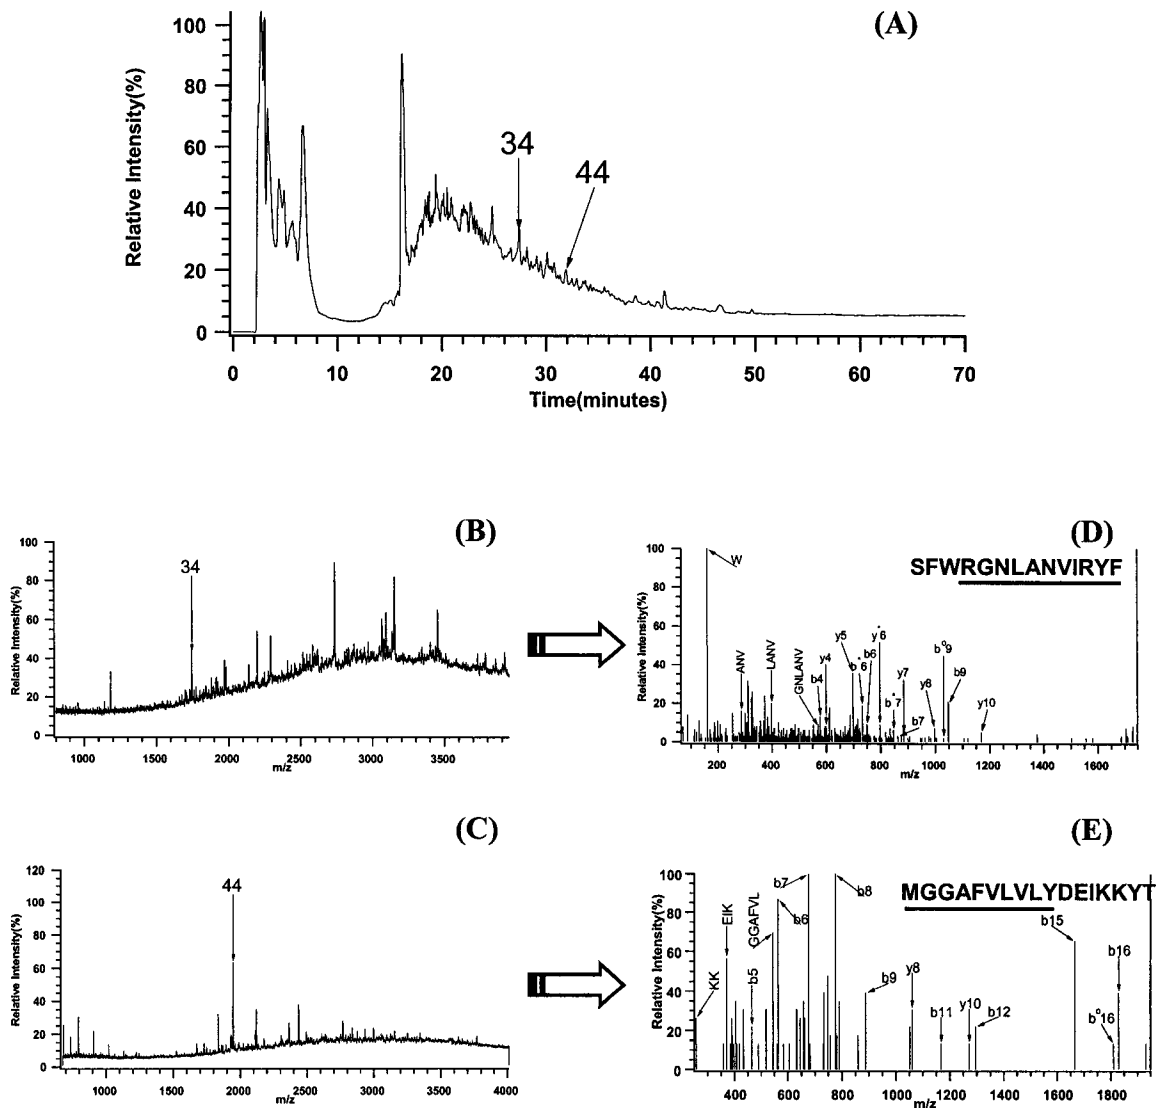 (A)
Relative Intensity(%)
100
80
60
40
20
0
34
44
0 10 20 30 40 50 60 70
Time(minutes)
(B)
Relative Intensity(%)
100
80
60
40
20
0
34
1000 1500 2000 2500 3000 3500
m/z
(D)
SFWRGNLANVIRYF
Relative Intensity(%)
100
80
60
40
20
0
W
ANV
LANV
GNLANV
b4
y4
y5
b*6
b6
y*6
b*7
y7
b7
y8
b°9
b9
y10
200 400 600 800 1000 1200 1400 1600
m/z
(C)
Relative Intensity(%)
120
100
80
60
40
20
0
44
1000 1500 2000 2500 3000 3500 4000
m/z
(E)
MGGAFVLVLYDEIKKYT
Relative Intensity(%)
100
80
60
40
20
0
KK
EIK
b5
GGAFVL
b7
b6
b8
b9
y8
b11
y10
b12
b15
b16
b°16
400 600 800 1000 1200 1400 1600 1800
m/z